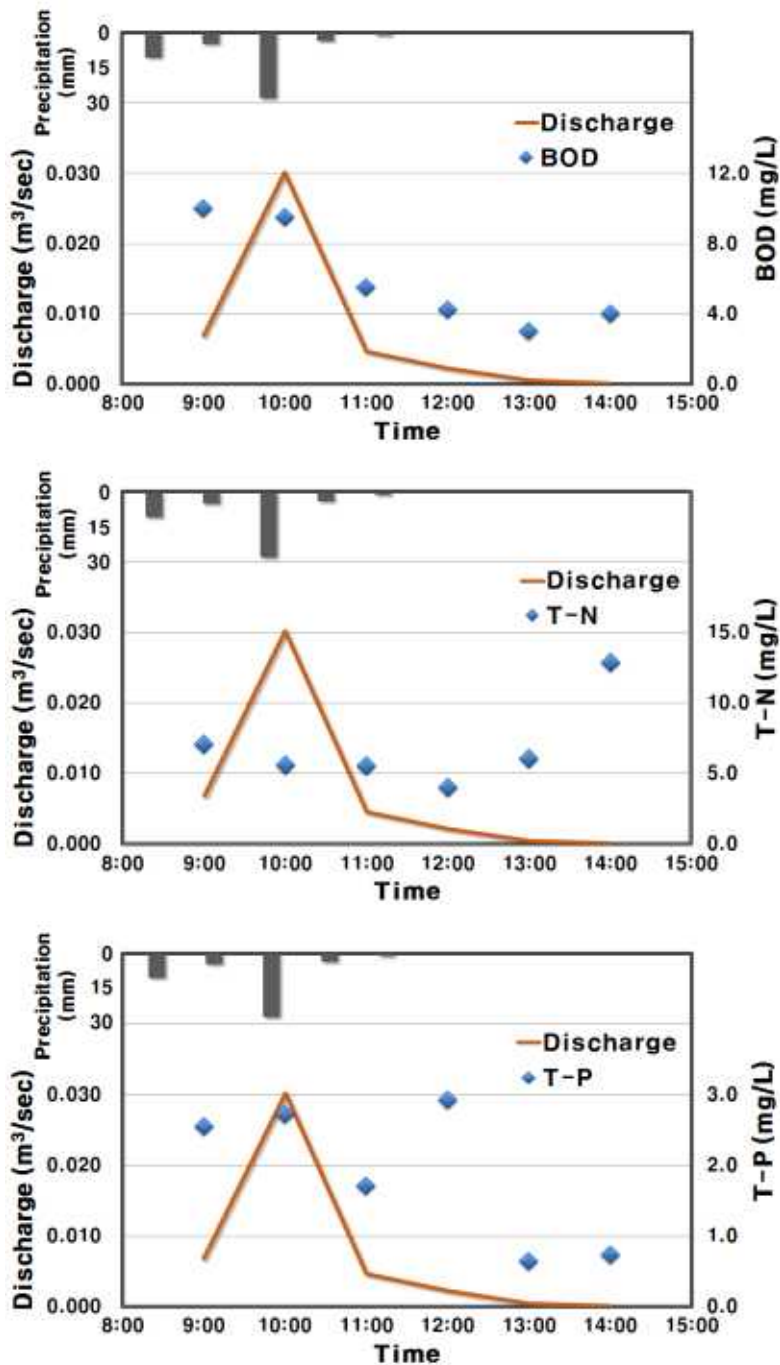 Precipitation
(mm)
0
15
30
Discharge
BOD
Discharge (m³/sec)
0.030
0.020
0.010
0.000
BOD (mg/L)
12.0
8.0
4.0
0.0
8:00 9:00 10:00 11:00 12:00 13:00 14:00 15:00
Time
Precipitation
(mm)
0
15
30
Discharge
T-N
Discharge (m³/sec)
0.030
0.020
0.010
0.000
T-N (mg/L)
15.0
10.0
5.0
0.0
8:00 9:00 10:00 11:00 12:00 13:00 14:00 15:00
Time
Precipitation
(mm)
0
15
30
Discharge
T-P
Discharge (m³/sec)
0.030
0.020
0.010
0.000
T-P (mg/L)
3.0
2.0
1.0
0.0
8:00 9:00 10:00 11:00 12:00 13:00 14:00 15:00
Time